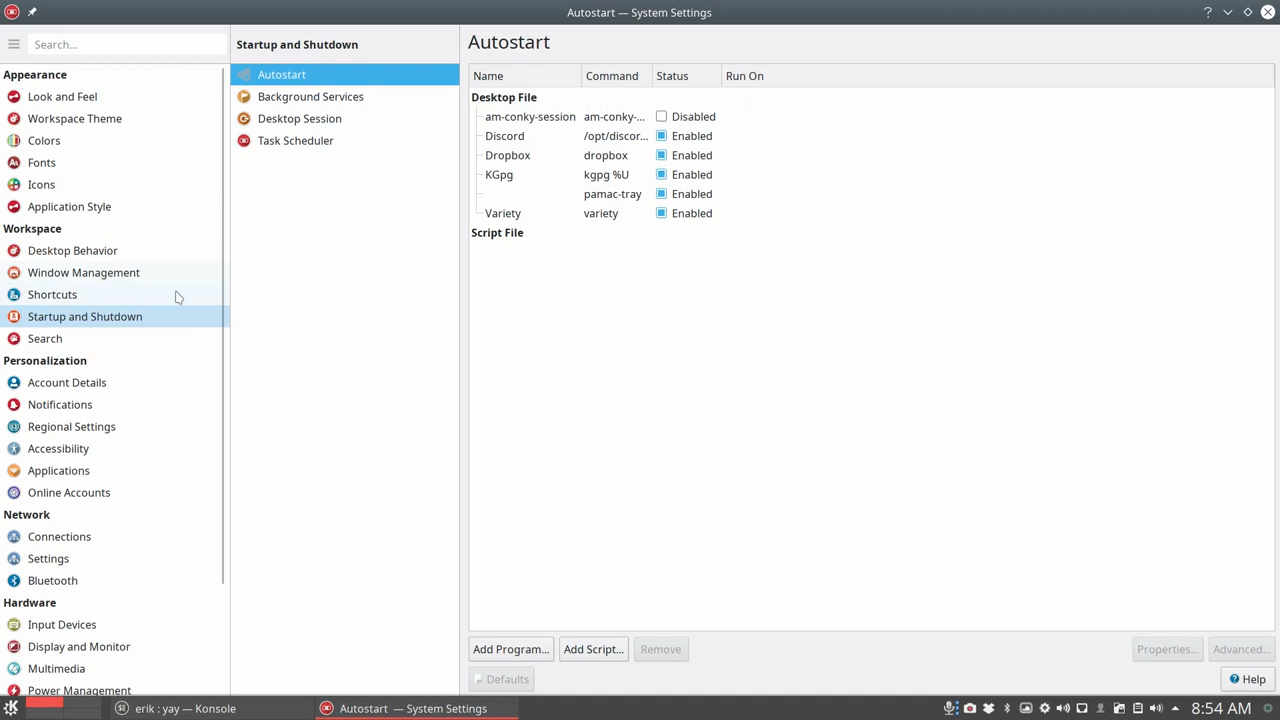 Autostart — System Settings
Search...
Appearance
Look and Feel
Workspace Theme
Colors
Fonts
Icons
Application Style
Workspace
Desktop Behavior
Window Management
Shortcuts
Startup and Shutdown
Search
Personalization
Account Details
Notifications
Regional Settings
Accessibility
Applications
Online Accounts
Network
Connections
Settings
Bluetooth
Hardware
Input Devices
Display and Monitor
Multimedia
Power Management
Startup and Shutdown
Autostart
Background Services
Desktop Session
Task Scheduler
Autostart
Name Command Status Run On
Desktop File
am-conky-session am-conky-... Disabled
Discord /opt/discor... Enabled
Dropbox dropbox Enabled
KGpg kgpg %U Enabled
pamac-tray Enabled
Variety variety Enabled
Script File
Add Program... Add Script... Remove Properties... Advanced...
Defaults Help
erik : yay — Konsole Autostart — System Settings 8:54 AM